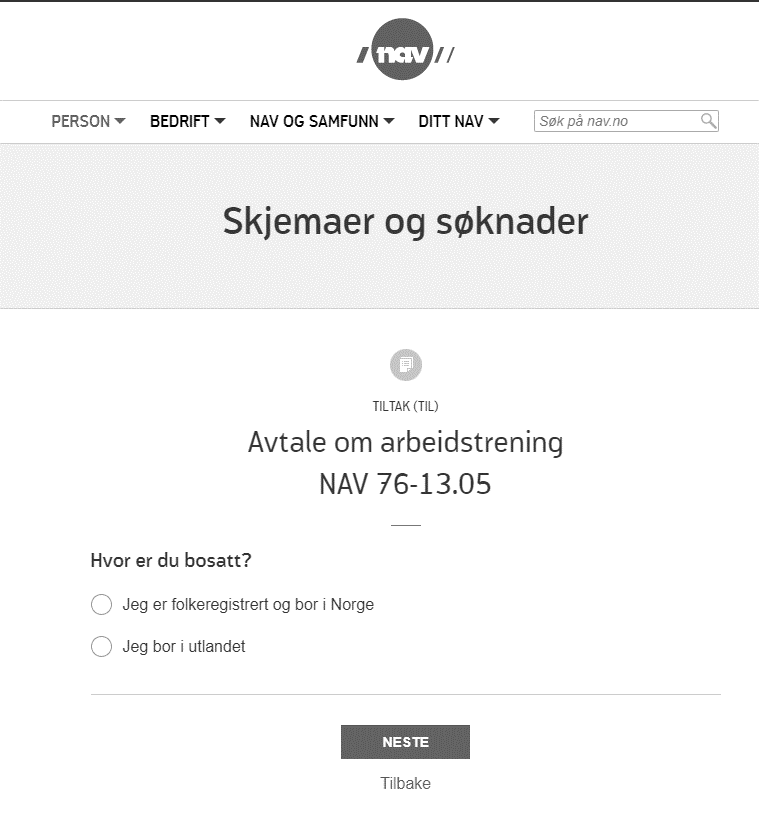 nav
PERSON BEDRIFT NAV OG SAMFUNN DITT NAV Søk på nav.no
Skjemaer og søknader
TILTAK (TIL)
Avtale om arbeidstrening
NAV 76-13.05
Hvor er du bosatt?
Jeg er folkeregistrert og bor i Norge
Jeg bor i utlandet
NESTE
Tilbake